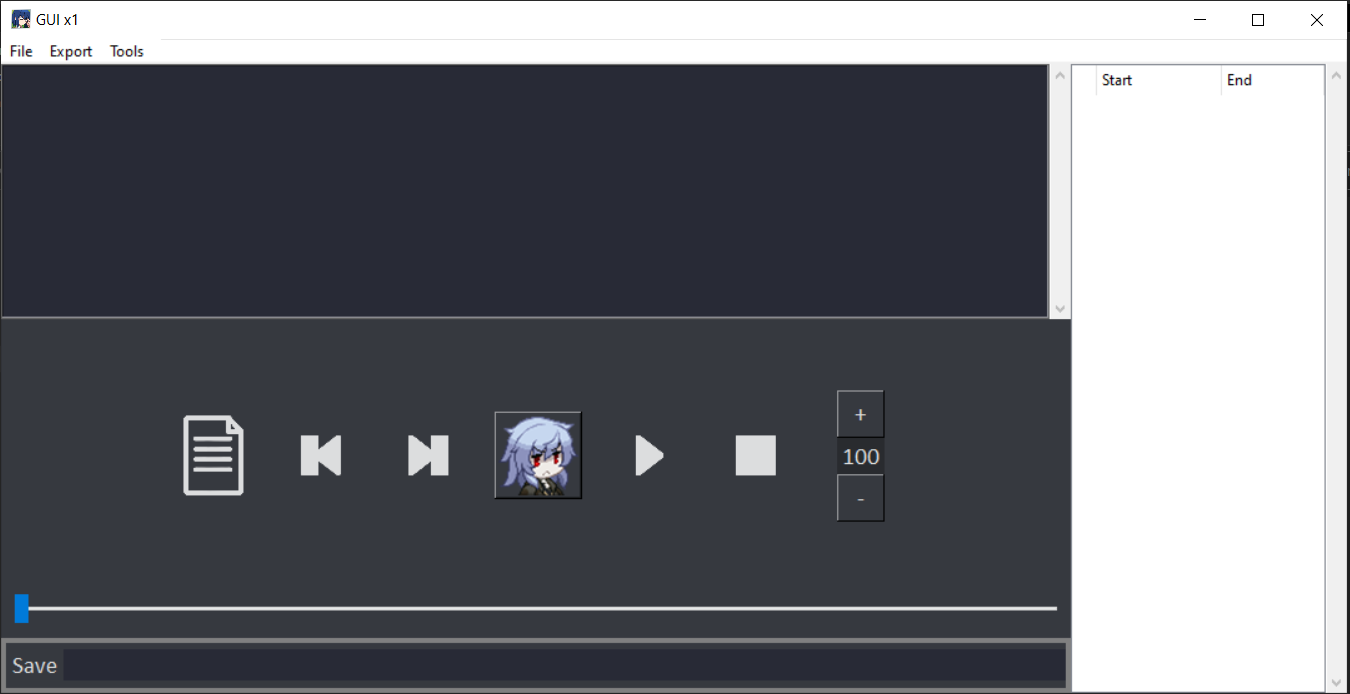 GUI x1
File Export Tools
Start End
+
100
-
Save